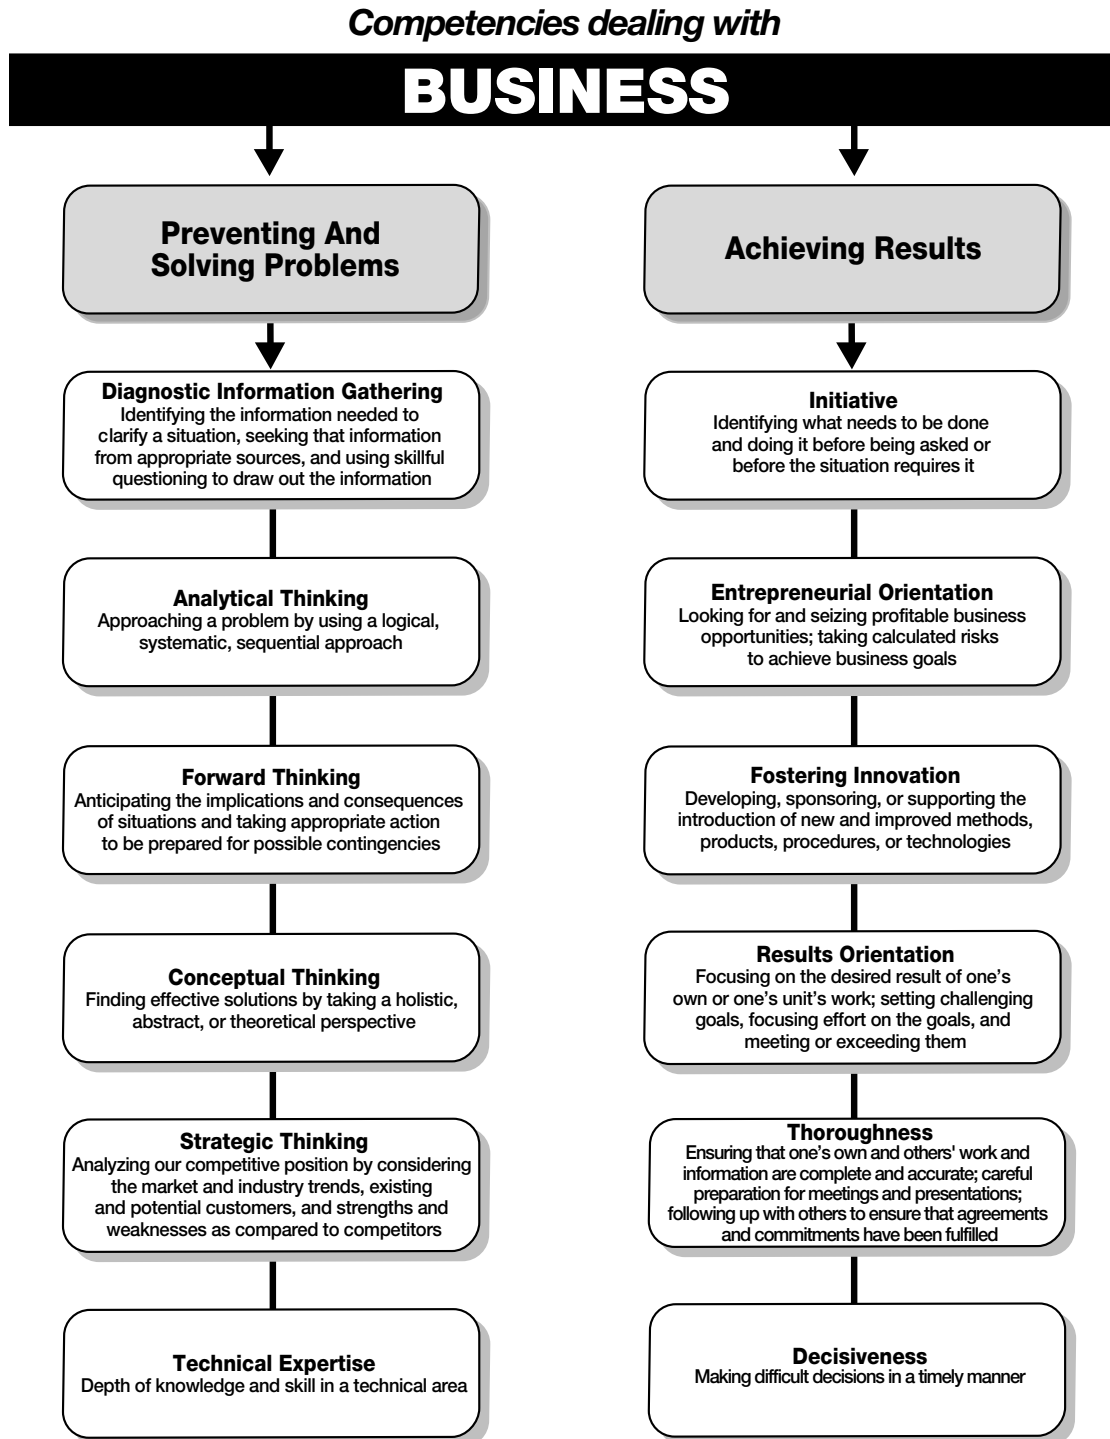 Competencies dealing with
BUSINESS
Preventing And
Solving Problems
Diagnostic Information Gathering
Identifying the information needed to
clarify a situation, seeking that information
from appropriate sources, and using skillful
questioning to draw out the information
Analytical Thinking
Approaching a problem by using a logical,
systematic, sequential approach
Forward Thinking
Anticipating the implications and consequences
of situations and taking appropriate action
to be prepared for possible contingencies
Conceptual Thinking
Finding effective solutions by taking a holistic,
abstract, or theoretical perspective
Strategic Thinking
Analyzing our competitive position by considering
the market and industry trends, existing
and potential customers, and strengths and
weaknesses as compared to competitors
Technical Expertise
Depth of knowledge and skill in a technical area
Achieving Results
Initiative
Identifying what needs to be done
and doing it before being asked or
before the situation requires it
Entrepreneurial Orientation
Looking for and seizing profitable business
opportunities; taking calculated risks
to achieve business goals
Fostering Innovation
Developing, sponsoring, or supporting the
introduction of new and improved methods,
products, procedures, or technologies
Results Orientation
Focusing on the desired result of one’s
own or one’s unit’s work; setting challenging
goals, focusing effort on the goals, and
meeting or exceeding them
Thoroughness
Ensuring that one’s own and others' work and
information are complete and accurate; careful
preparation for meetings and presentations;
following up with others to ensure that agreements
and commitments have been fulfilled
Decisiveness
Making difficult decisions in a timely manner